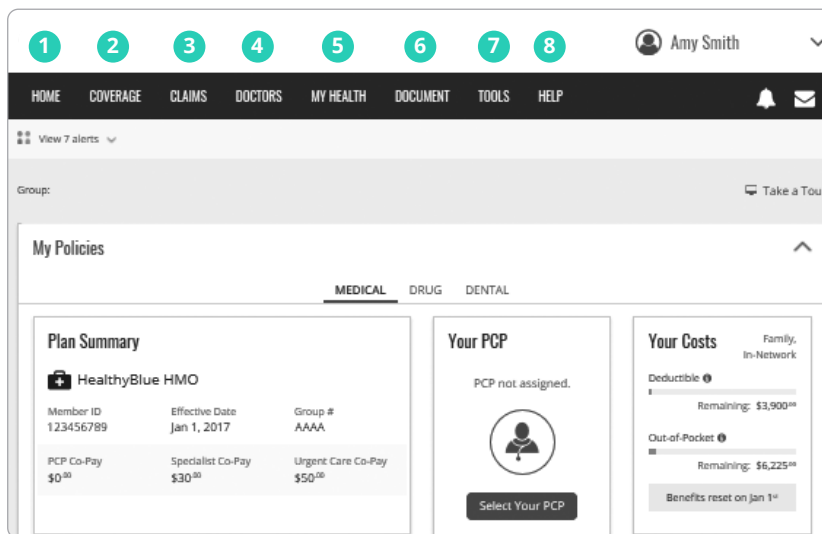 1 2 3 4 5 6 7 8
Amy Smith
HOME COVERAGE CLAIMS DOCTORS MY HEALTH DOCUMENT TOOLS HELP
View 7 alerts
Group:
Take a Tou
My Policies
MEDICAL DRUG DENTAL
Plan Summary
HealthyBlue HMO
Member ID Effective Date Group #
123456789 Jan 1, 2017 AAAA
PCP Co-Pay Specialist Co-Pay Urgent Care Co-Pay
$0.00 $30.00 $50.00
Your PCP
PCP not assigned.
Select Your PCP
Your Costs
Family,
In-Network
Deductible
Remaining: $3,900.00
Out-of-Pocket
Remaining: $6,225.00
Benefits reset on Jan 1st